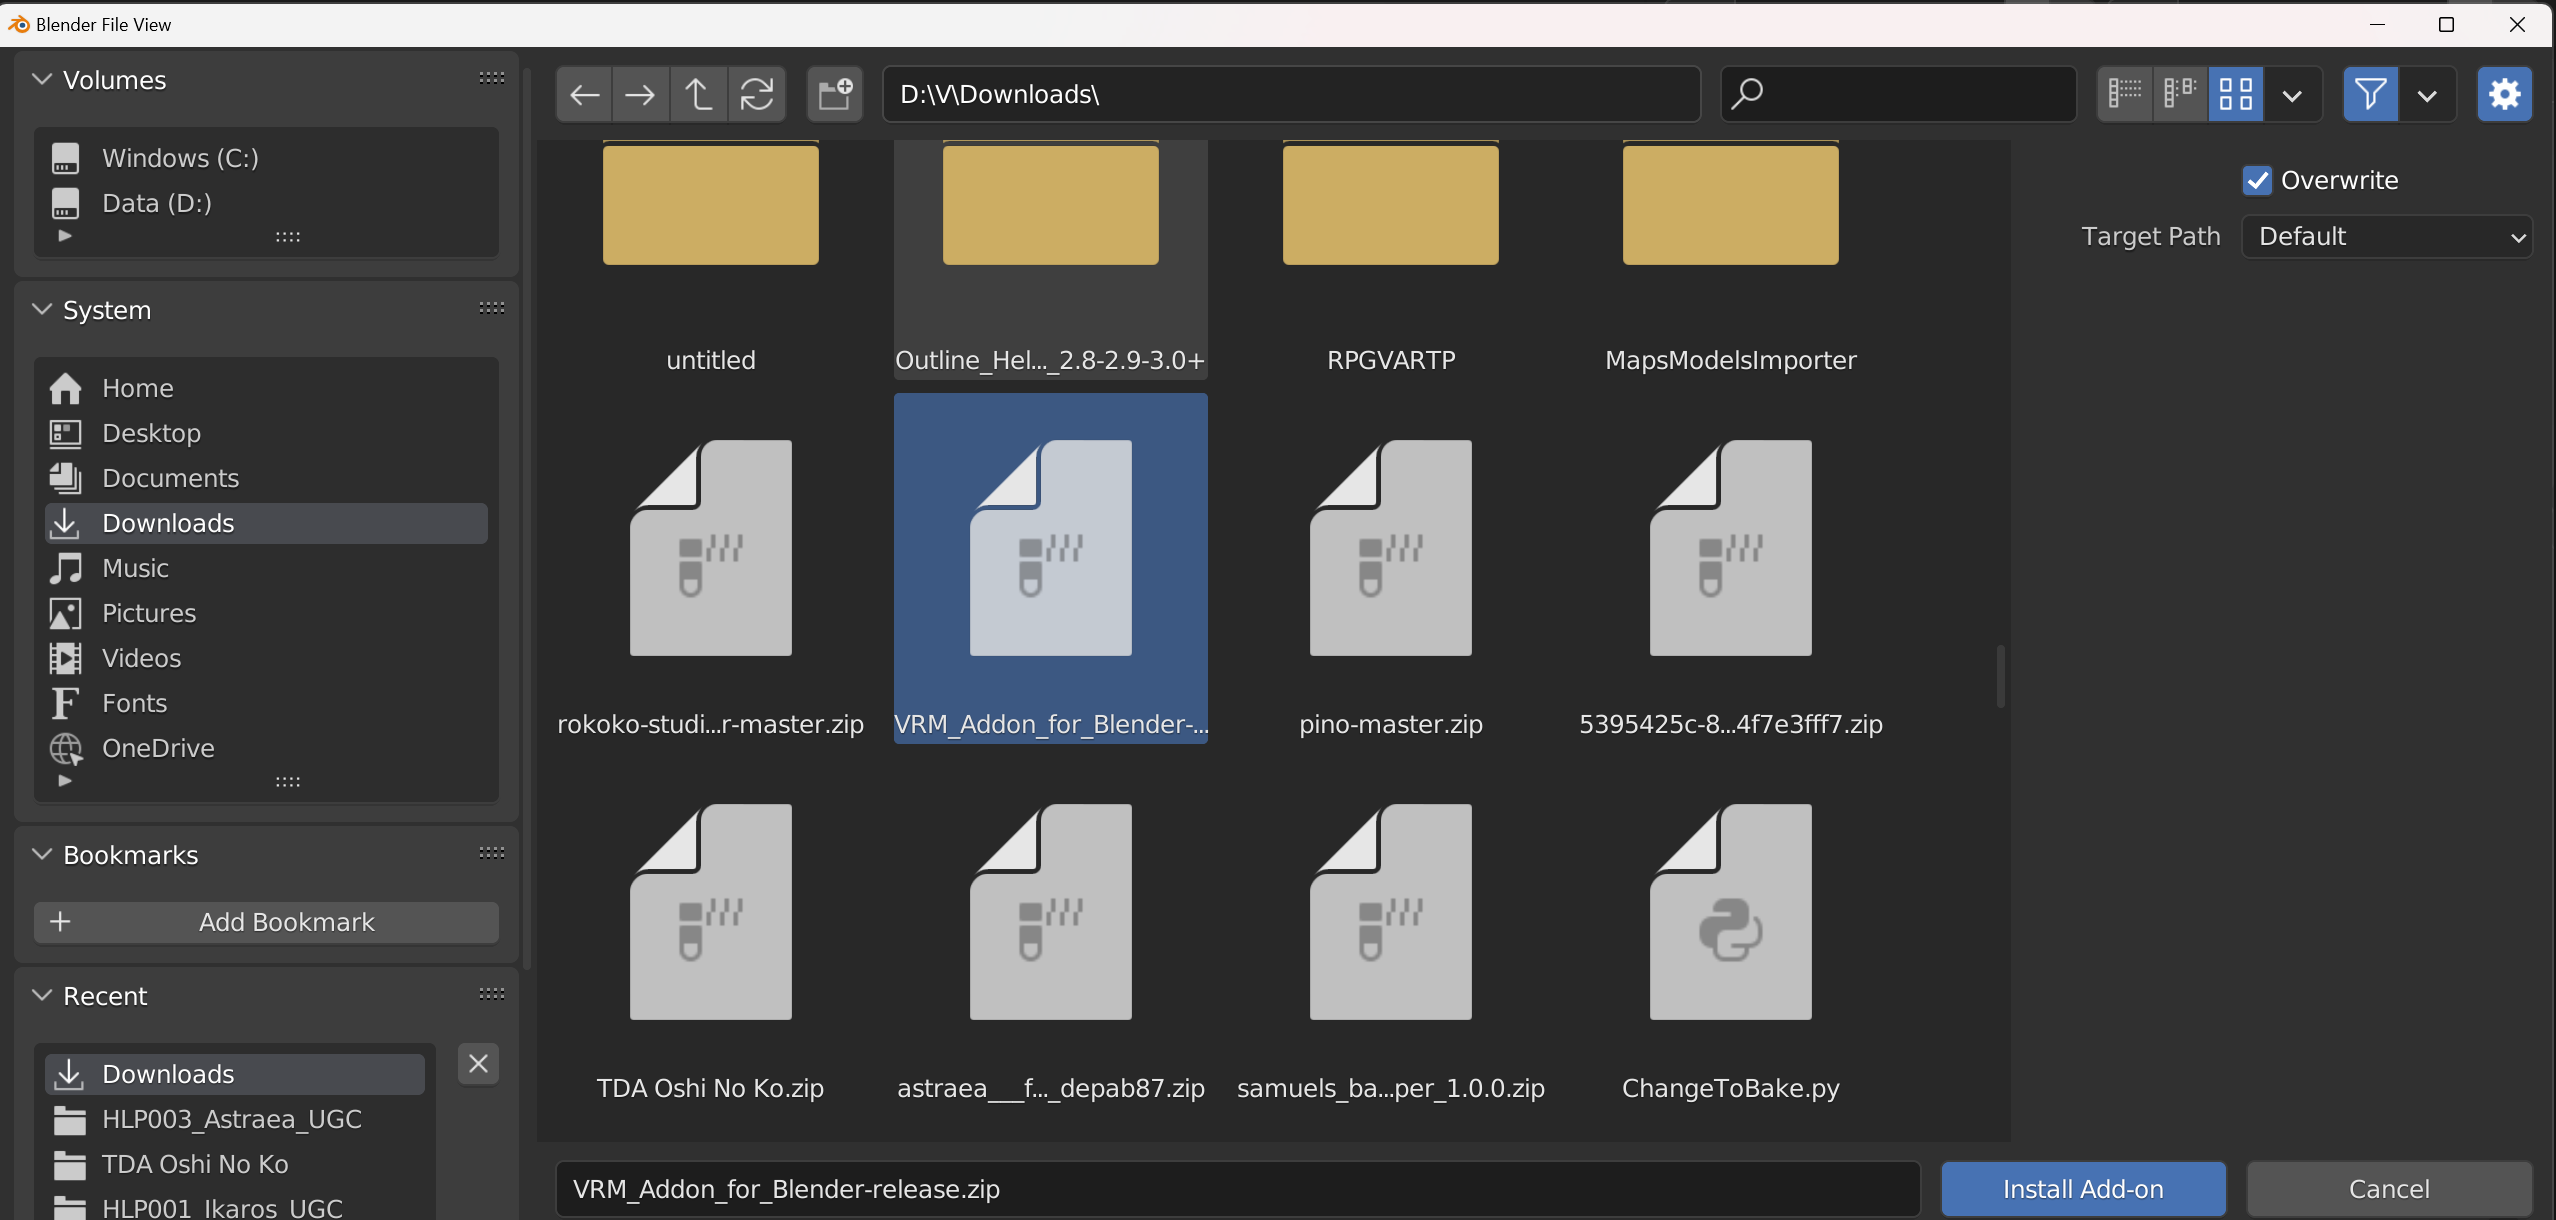 Blender File View
Volumes
Windows (C:)
Data (D:)
System
Home
Desktop
Documents
Downloads
Music
Pictures
Videos
Fonts
OneDrive
Bookmarks
Add Bookmark
Recent
Downloads
HLP003_Astraea_UGC
TDA Oshi No Ko
HLP001_Ikaros_UGC
D:\V\Downloads\
untitled
Outline_Hel..._2.8-2.9-3.0+
RPGVARTP
MapsModelsImporter
rokoko-studi...r-master.zip
VRM_Addon_for_Blender-...
pino-master.zip
5395425c-8...4f7e3fff7.zip
TDA Oshi No Ko.zip
astraea___f..._depab87.zip
samuels_ba...per_1.0.0.zip
ChangeToBake.py
Overwrite
Target Path Default
VRM_Addon_for_Blender-release.zip
Install Add-on
Cancel